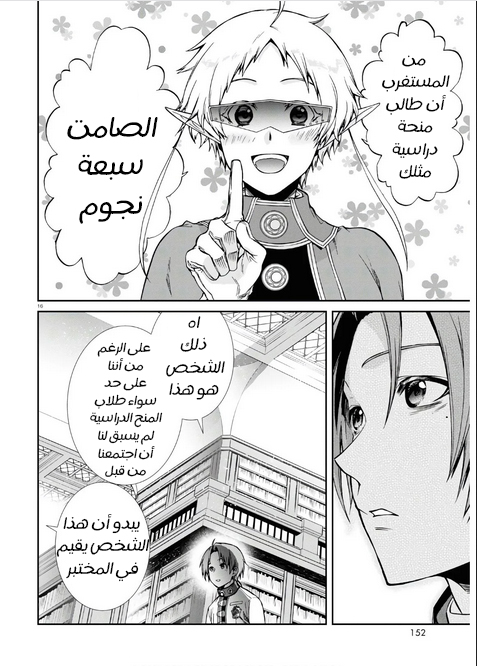 من
المستغرب
أن طالب
منحة
دراسية
مثلك
الصامت
سبعة
نجوم
16
اه
ذلك
الشخص
هو هذا
على الرغم
من أننا
على حد
سواء طلاب
المنح الدراسية
لم يسبق لنا
أن اجتمعنا
من قبل
يبدو أن هذا
الشخص يقيم
في المختبر
152